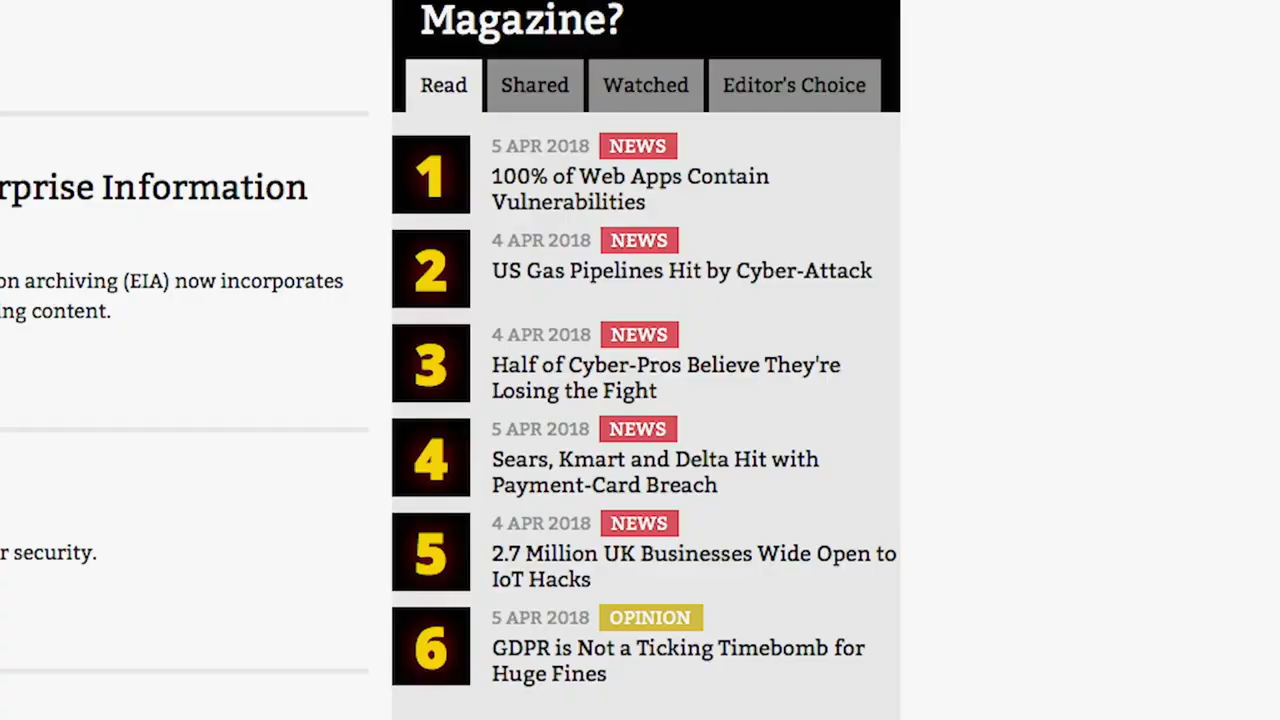 Magazine?
Read Shared Watched Editor's Choice
rprise Information
on archiving (EIA) now incorporates
ing content.
r security.
1
5 APR 2018 NEWS
100% of Web Apps Contain
Vulnerabilities
2
4 APR 2018 NEWS
US Gas Pipelines Hit by Cyber-Attack
3
4 APR 2018 NEWS
Half of Cyber-Pros Believe They're
Losing the Fight
4
5 APR 2018 NEWS
Sears, Kmart and Delta Hit with
Payment-Card Breach
5
4 APR 2018 NEWS
2.7 Million UK Businesses Wide Open to
IoT Hacks
6
5 APR 2018 OPINION
GDPR is Not a Ticking Timebomb for
Huge Fines